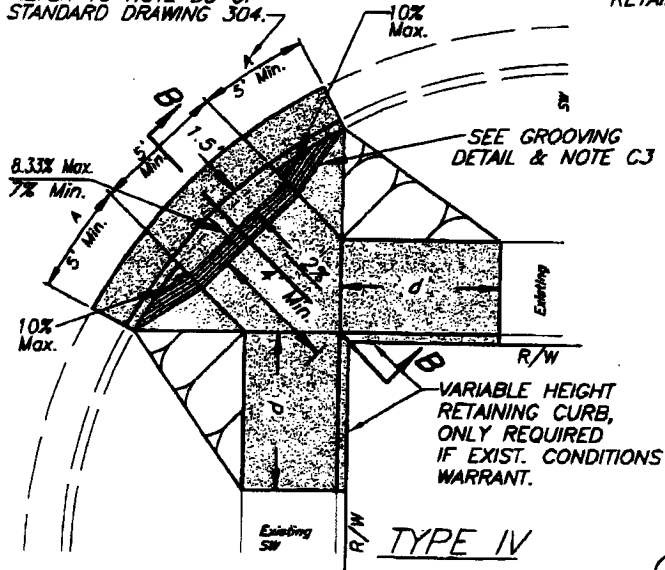 STANDARD DRAWING 304.
RETAI
10%
Max.
A
5' Min.
B
5'
Min.
1.5'
SW
SEE GROOVING
DETAIL & NOTE C3
8.33% Max.
7% Min.
A
5' Min.
2%
4'
Min.
d
Existing
10%
Max.
R/W
B
d
VARIABLE HEIGHT
RETAINING CURB,
ONLY REQUIRED
IF EXIST. CONDITIONS
WARRANT.
Existing
SW
R/W
TYPE IV